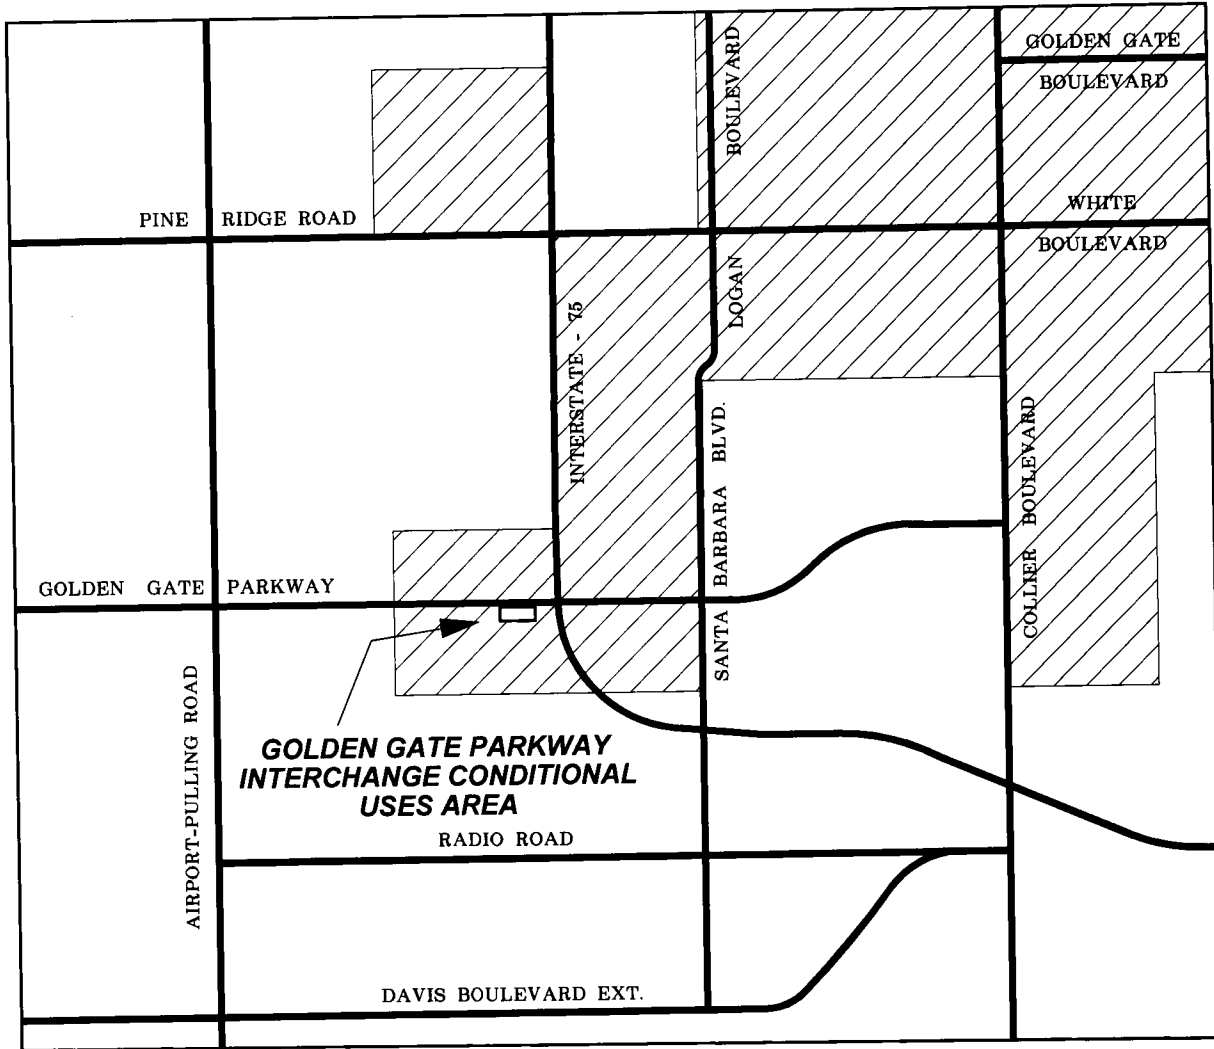 GOLDEN GATE
BOULEVARD
BOULEVARD
LOGAN
PINE RIDGE ROAD
WHITE
BOULEVARD
INTERSTATE - 75
SANTA BARBARA BLVD.
COLLIER BOULEVARD
GOLDEN GATE PARKWAY
AIRPORT-PULLING ROAD
GOLDEN GATE PARKWAY
INTERCHANGE CONDITIONAL
USES AREA
RADIO ROAD
DAVIS BOULEVARD EXT.